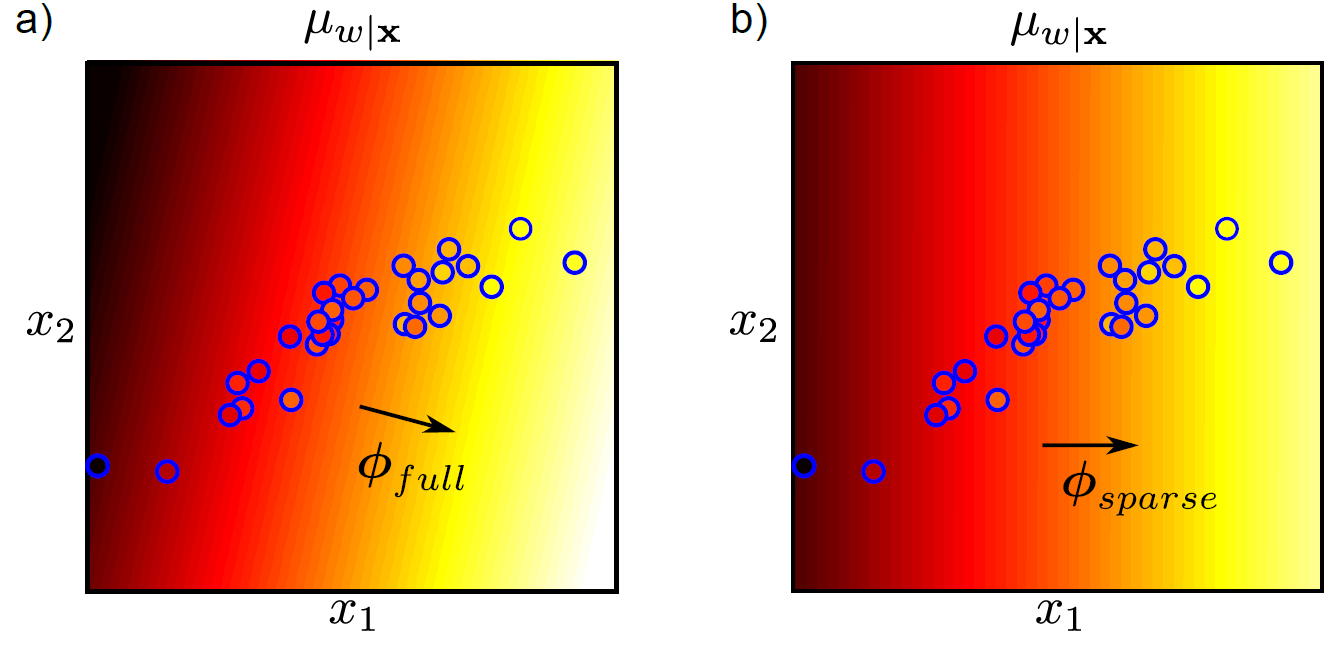 a)
μ_{w|x}
x_2
x_1
ϕ_{full}
b)
μ_{w|x}
x_2
x_1
ϕ_{sparse}